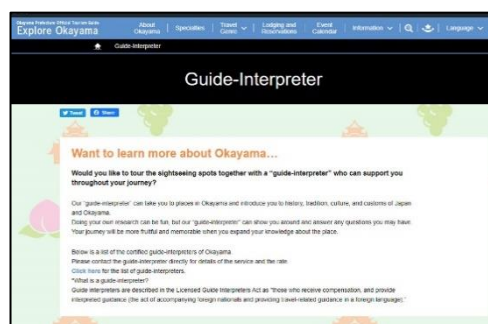 Okayama Prefecture Official Tourism Guide
Explore Okayama
About Okayama
Specialties
Travel Genre
Lodging and Reservations
Event Calendar
Information
Language
Guide-Interpreter
Guide-Interpreter
Tweet
Share
Want to learn more about Okayama…
Would you like to tour the sightseeing spots together with a "guide-interpreter" who can support you
throughout your journey?
Our "guide-interpreter" can take you to places in Okayama and introduce you to history, tradition, culture, and customs of Japan
and Okayama.
Doing your own research can be fun, but our "guide-interpreter" can show you around and answer any questions you may have.
Your journey will be more fruitful and memorable when you expand your knowledge about the place.
Below is a list of the certified guide-interpreters of Okayama.
Please contact the guide-interpreter directly for details of the service and the rate.
Click here for the list of guide-interpreters.
*What is a guide-interpreter?
Guide interpreters are described in the Licensed Guide Interpreters Act as "those who receive compensation, and provide
interpreted guidance (the act of accompanying foreign nationals and providing travel-related guidance in a foreign language)."